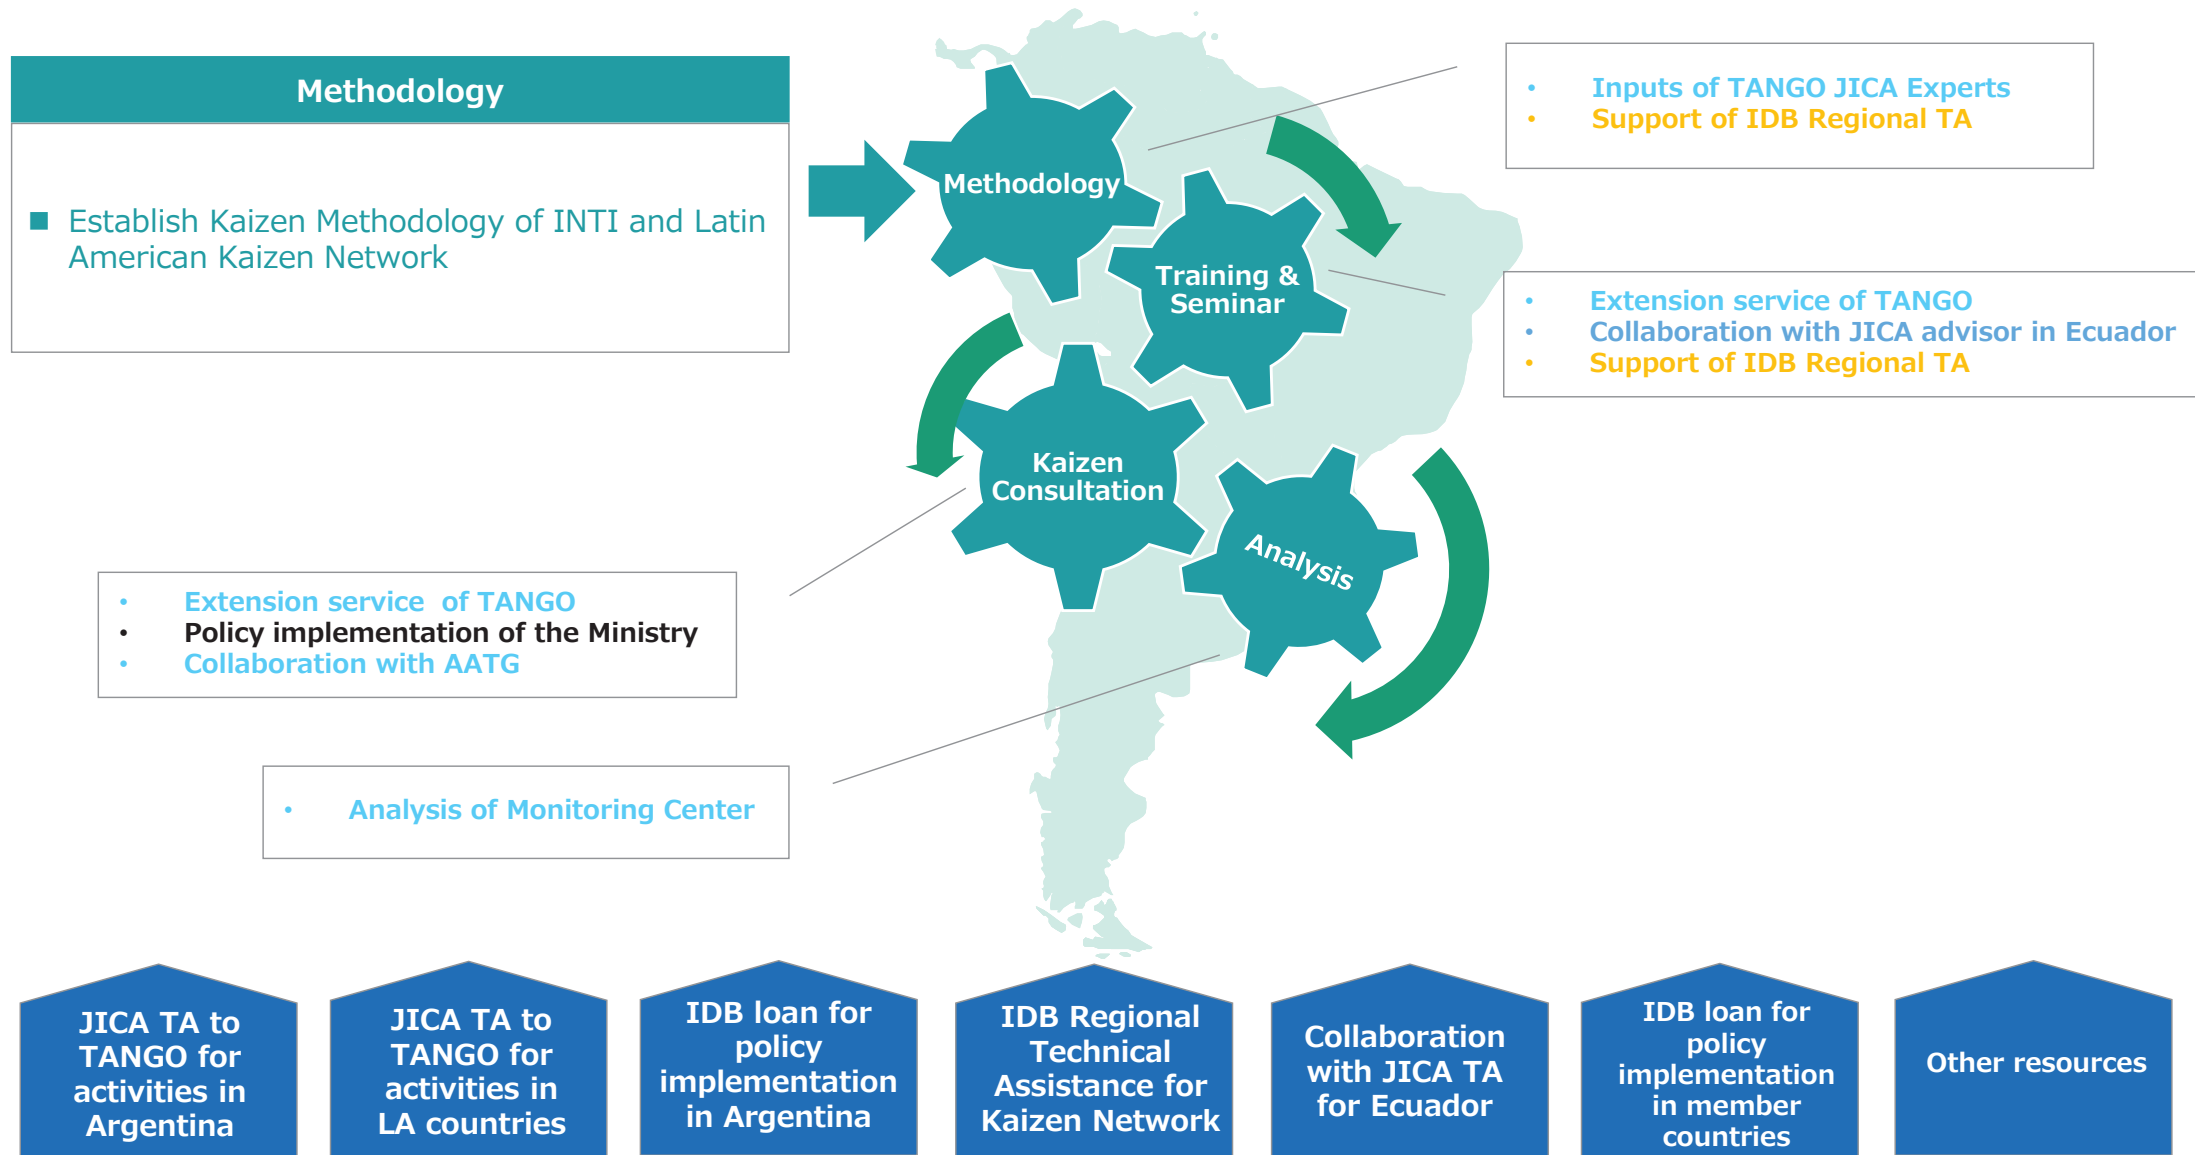 Methodology
■ Establish Kaizen Methodology of INTI and Latin
American Kaizen Network
Methodology
Training &
Seminar
Kaizen
Consultation
Analysis
• Inputs of TANGO JICA Experts
• Support of IDB Regional TA
• Extension service of TANGO
• Collaboration with JICA advisor in Ecuador
• Support of IDB Regional TA
• Extension service of TANGO
• Policy implementation of the Ministry
• Collaboration with AATG
• Analysis of Monitoring Center
JICA TA to
TANGO for
activities in
Argentina
JICA TA to
TANGO for
activities in
LA countries
IDB loan for
policy
implementation
in Argentina
IDB Regional
Technical
Assistance for
Kaizen Network
Collaboration
with JICA TA
for Ecuador
IDB loan for
policy
implementation
in member
countries
Other resources